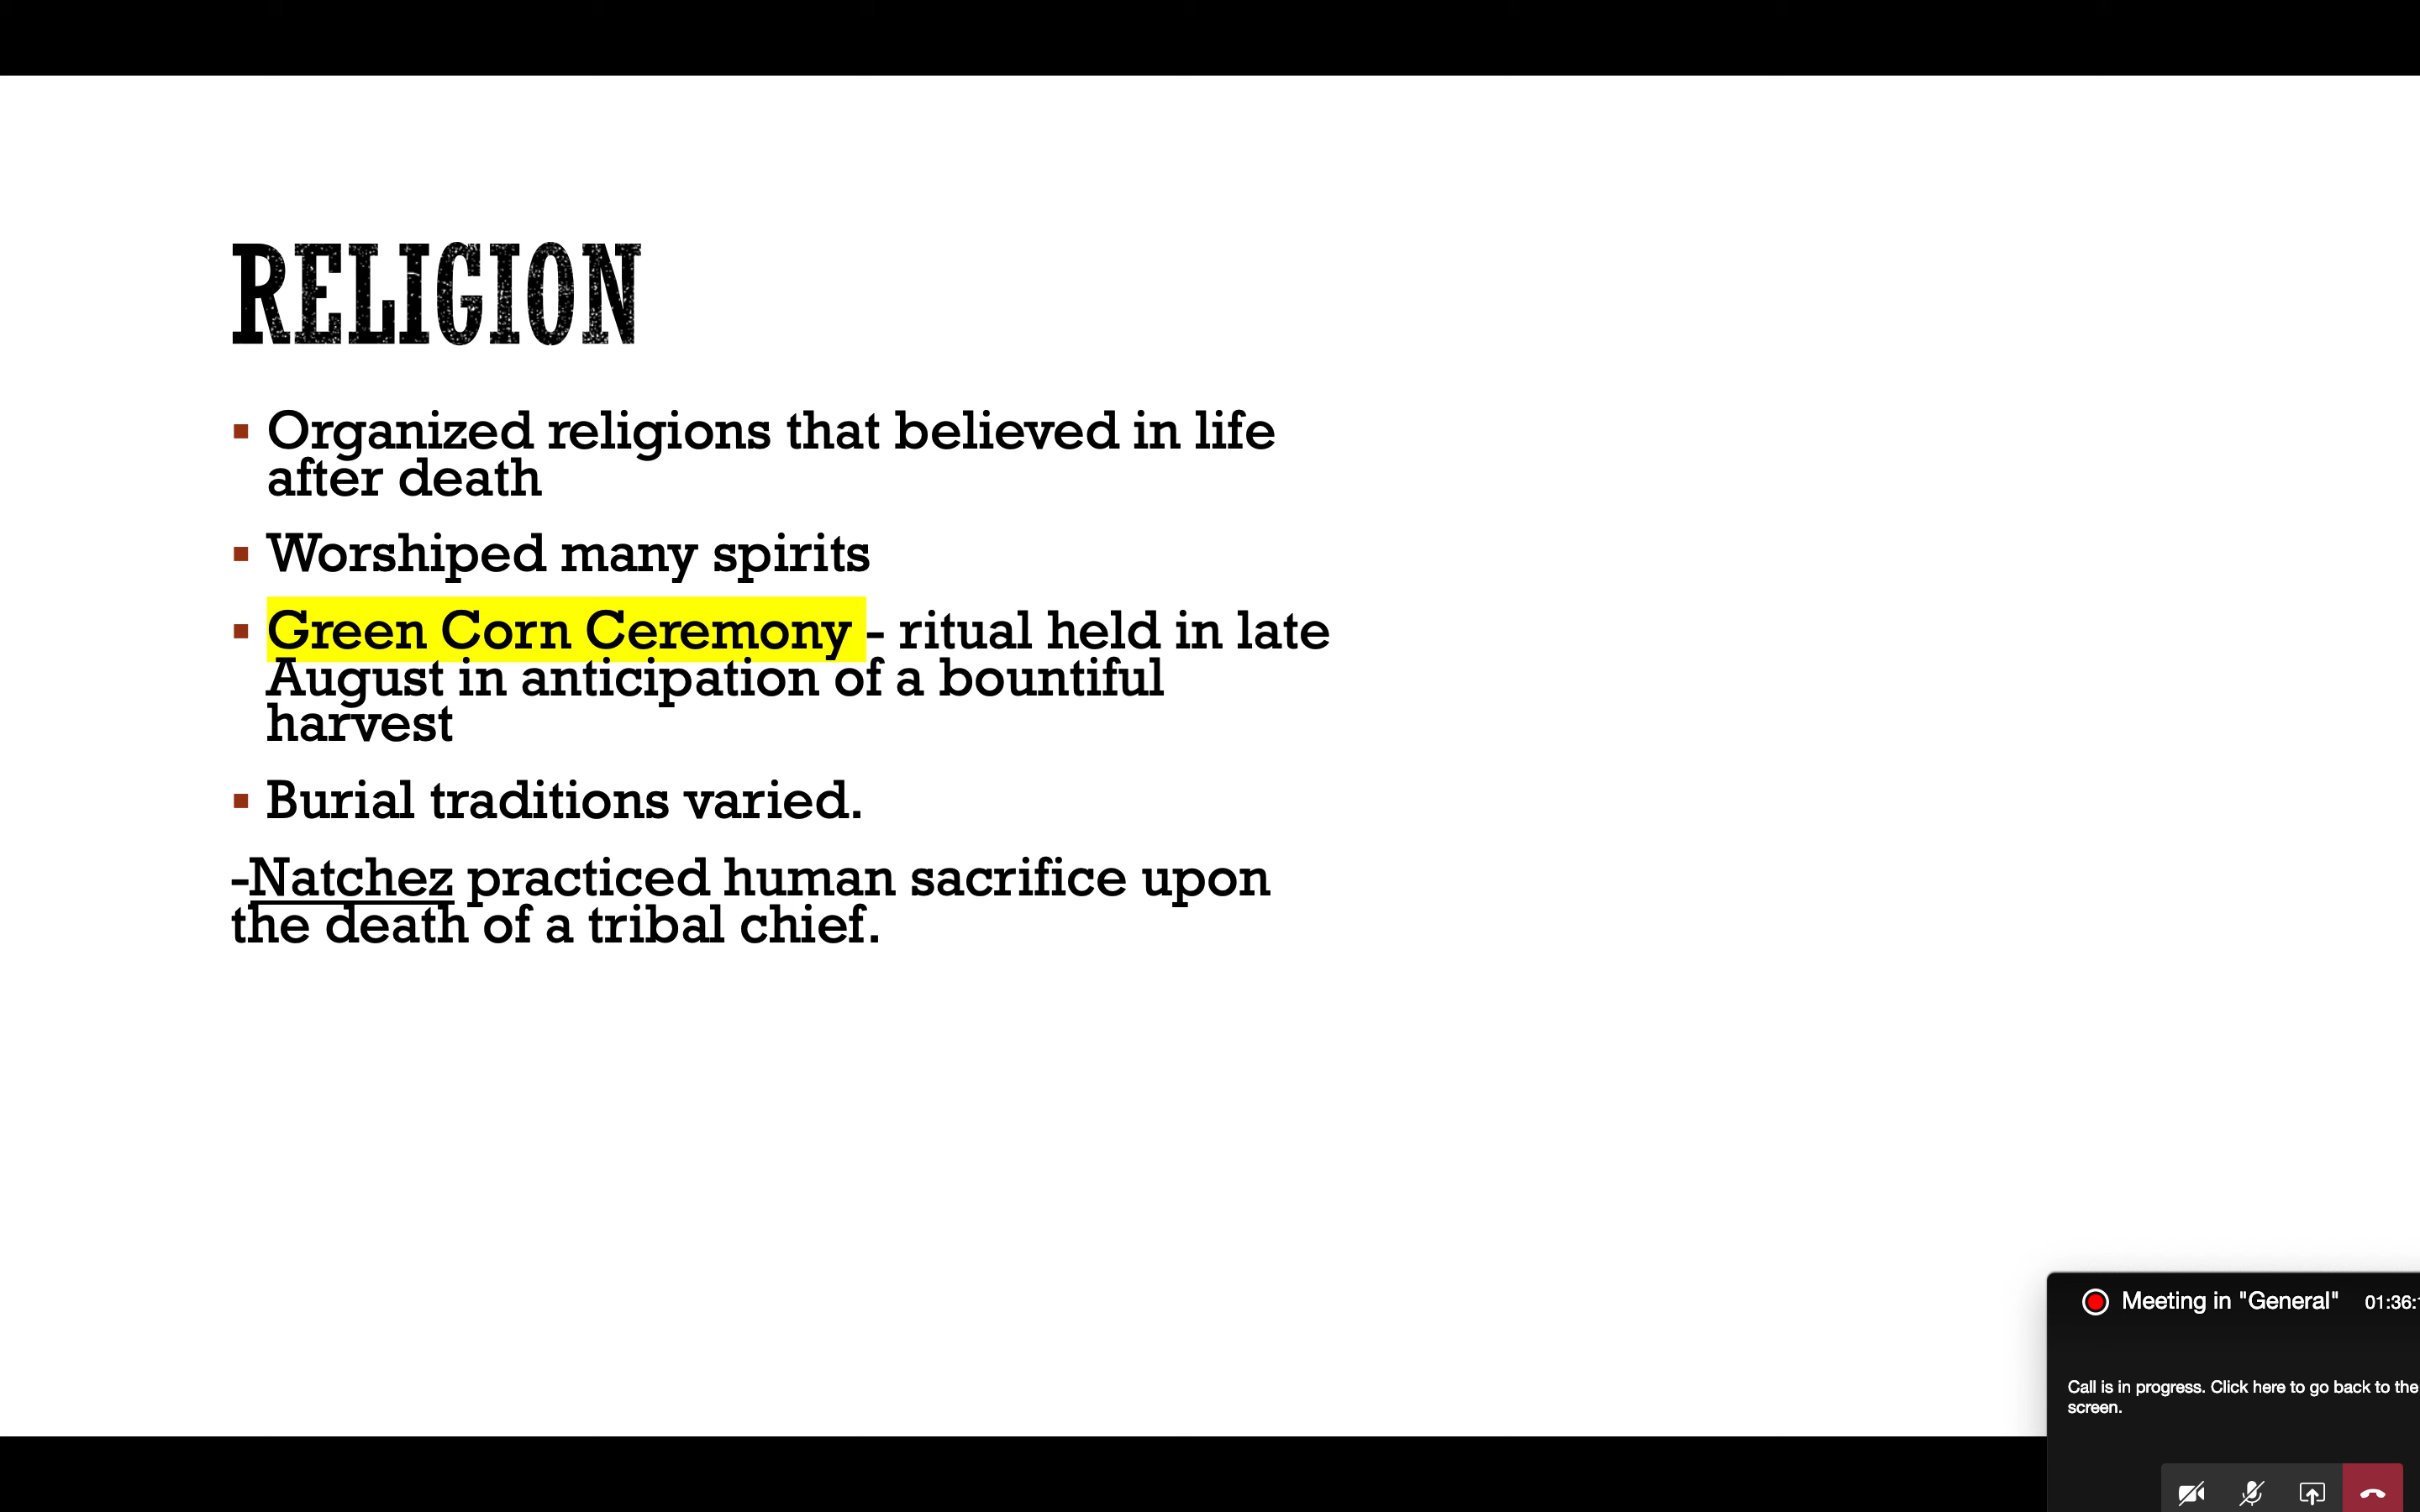 RELIGION
Organized religions that believed in life
after death
Worshiped many spirits
Green Corn Ceremony - ritual held in late
August in anticipation of a bountiful
harvest
Burial traditions varied.
-Natchez practiced human sacrifice upon
the death of a tribal chief.
Meeting in "General" 01:36:
Call is in progress. Click here to go back to the
screen.